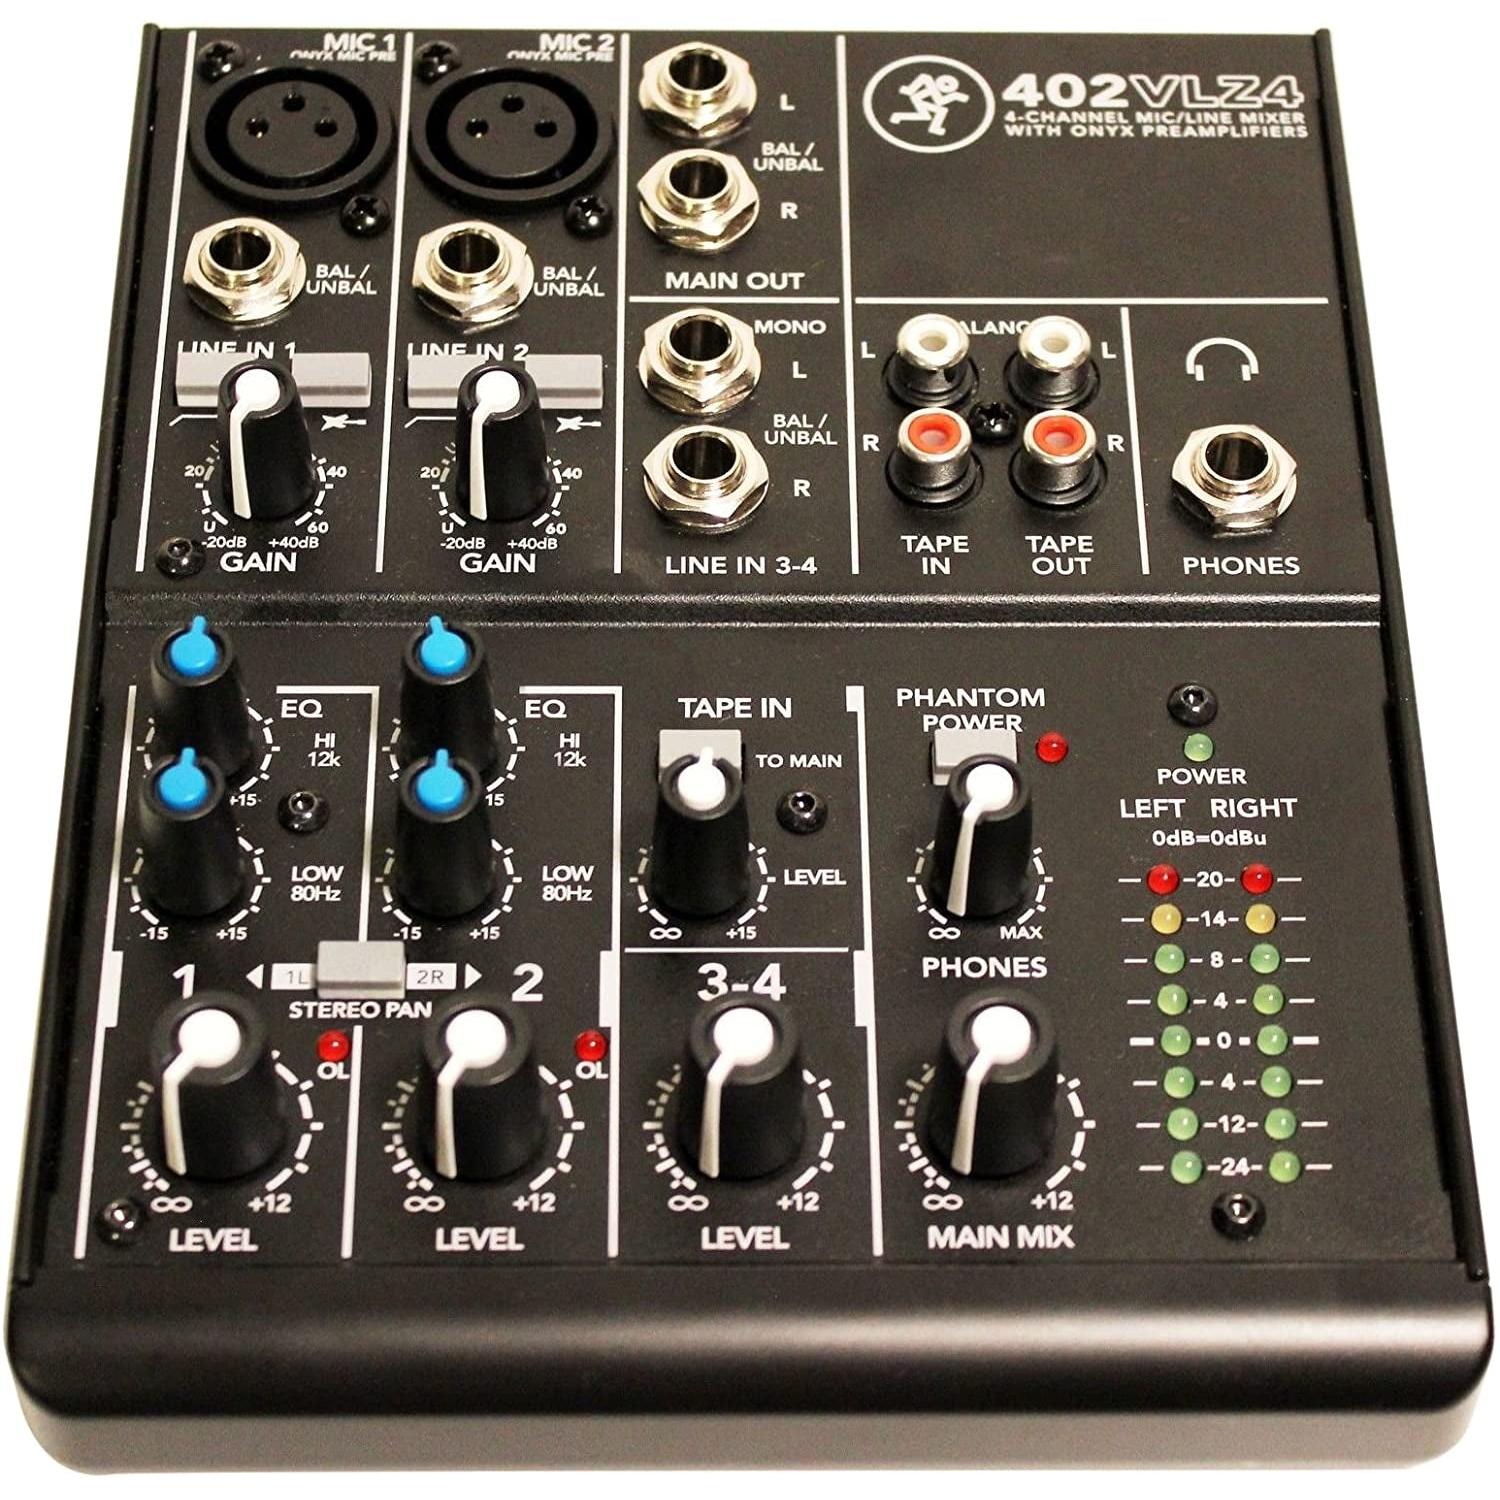 MIC 1
ONYX MIC PRE
MIC 2
ONYX MIC PRE
L
BAL / UNBAL
R
MAIN OUT
402VLZ4
4-CHANNEL MIC/LINE MIXER
WITH ONYX PREAMPLIFIERS
BAL / UNBAL
LINE IN 1
BAL / UNBAL
LINE IN 2
MONO
L
BAL / UNBAL
R
LINE IN 3-4
L
L
R
R
TAPE IN
TAPE OUT
PHONES
20
40
U
60
-20dB
+40dB
GAIN
20
40
U
60
-20dB
+40dB
GAIN
EQ
HI
12k
+15
LOW
80Hz
-15
+15
EQ
HI
12k
15
LOW
80Hz
-15
+15
TAPE IN
TO MAIN
LEVEL
∞
+15
PHANTOM
POWER
∞
MAX
PHONES
POWER
LEFT RIGHT
0dB=0dBu
20
14
8
4
0
4
12
24
1
1L
2R
STEREO PAN
2
3-4
OL
OL
∞
+12
LEVEL
∞
+12
LEVEL
∞
+12
LEVEL
∞
+12
MAIN MIX